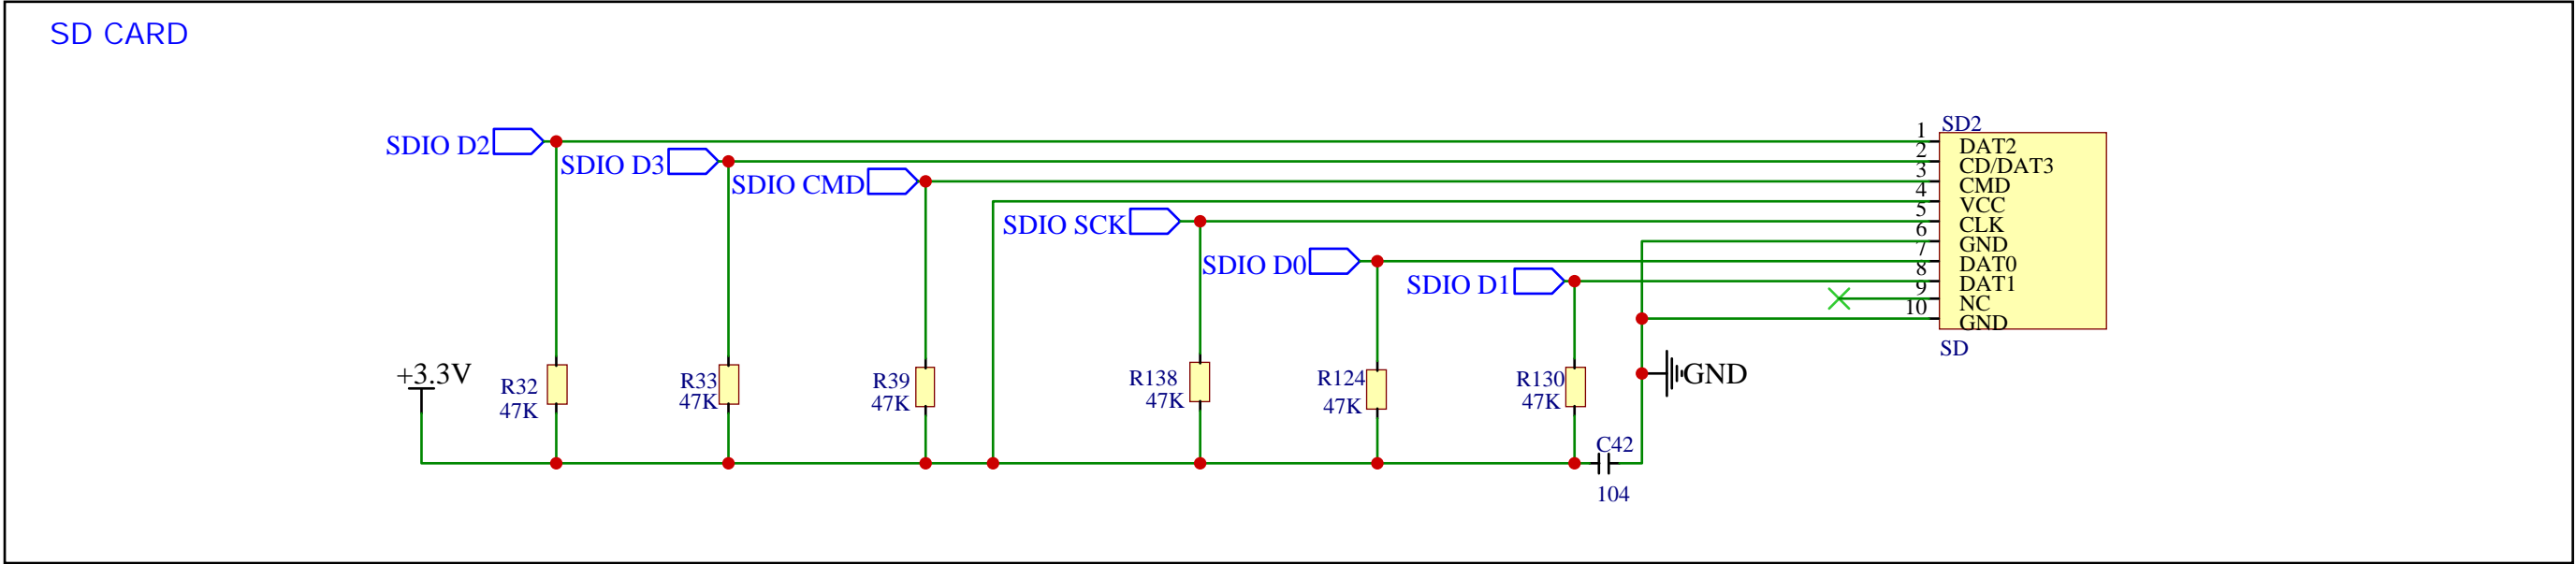 SD CARD
SDIO D2
SDIO D3
SDIO CMD
SDIO SCK
SDIO D0
SDIO D1
SD2
1
DAT2
2
CD/DAT3
3
CMD
4
VCC
5
CLK
6
GND
7
DAT0
8
DAT1
9
NC
10
GND
SD
+3.3V
R32
47K
R33
47K
R39
47K
R138
47K
R124
47K
R130
47K
GND
C42
104